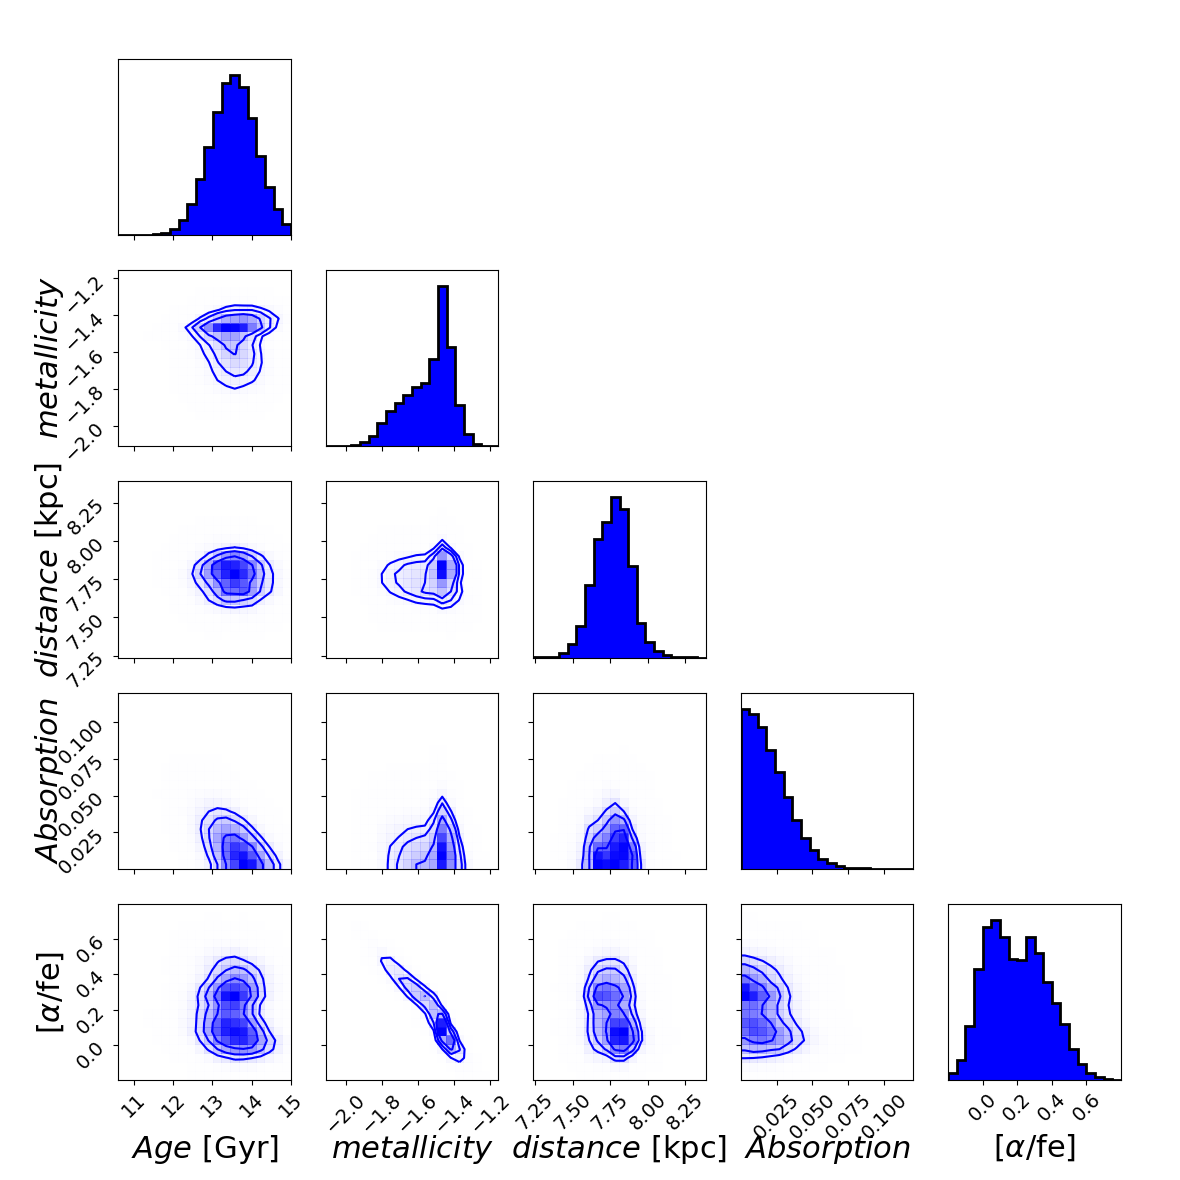 metallicity
−1.2
−1.4
−1.6
−1.8
−2.0
distance [kpc]
8.25
8.00
7.75
7.50
7.25
Absorption
0.100
0.075
0.050
0.025
[α/fe]
0.6
0.4
0.2
0.0
11 12 13 14 15
−2.0 −1.8 −1.6 −1.4 −1.2
7.25 7.50 7.75 8.00 8.25
0.025 0.050 0.075 0.100
0.0 0.2 0.4 0.6
Age [Gyr] metallicity distance [kpc] Absorption [α/fe]